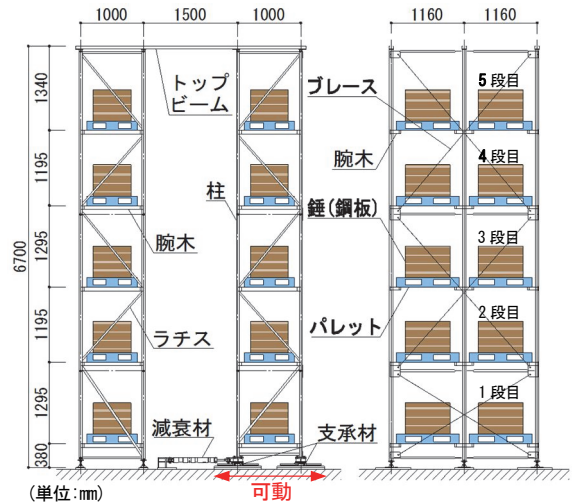 1000 1500 1000 1160 1160
1340
1195
1295
1195
1295
380
6700
トップ
ビーム
ブレース
5段目
腕木
4段目
柱
錘(鋼板)
腕木
3段目
パレット
2段目
ラチス
1段目
減衰材
支承材
可動
(単位:㎜)